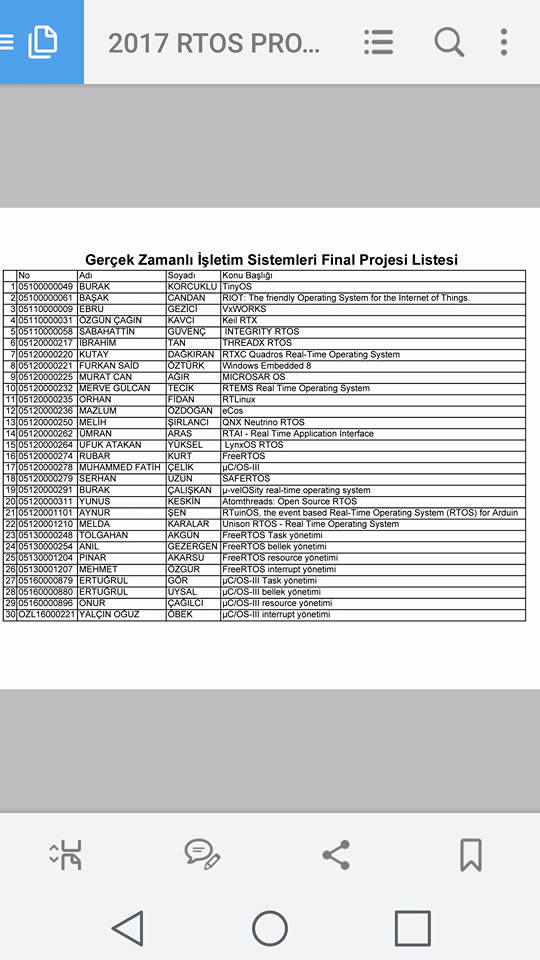 2017 RTOS PRO...
Gerçek Zamanlı İşletim Sistemleri Final Projesi Listesi
No Adı Soyadı Konu Başlığı
1 05100000049 BURAK KORCUKLU TinyOS
2 05100000061 BAŞAK CANDAN RIOT: The friendly Operating System for the Internet of Things.
3 05110000009 EBRU GEZİCİ VxWORKS
4 05110000031 ÖZGÜN ÇAĞIN KAVCI Keil RTX
5 05110000058 SABAHATTİN GÜVENÇ INTEGRITY RTOS
6 05120000217 İBRAHİM TAN THREADX RTOS
7 05120000220 KUTAY DAĞKIRAN RTXC Quadros Real-Time Operating System
8 05120000221 FURKAN SAİD ÖZTÜRK Windows Embedded 8
9 05120000225 MURAT CAN AĞIR MICROSAR OS
10 05120000232 MERVE GÜLCAN TECİK RTEMS Real Time Operating System
11 05120000235 ORHAN FİDAN RTLinux
12 05120000236 MAZLUM ÖZDOĞAN eCos
13 05120000250 MELİH ŞIRLANCI QNX Neutrino RTOS
14 05120000262 ÜMRAN ARAS RTAI - Real Time Application Interface
15 05120000264 UFUK ATAKAN YÜKSEL LynxOS RTOS
16 05120000274 RUBAR KURT FreeRTOS
17 05120000278 MUHAMMED FATİH ÇELİK µC/OS-III
18 05120000279 SERHAN UZUN SAFERTOS
19 05120000291 BURAK ÇALIŞKAN µ-velOSity real-time operating system
20 05120000311 YUNUS KESKİN Atomthreads: Open Source RTOS
21 05120001101 AYNUR ŞEN RTuinOS, the event based Real-Time Operating System (RTOS) for Arduin
22 05120001210 MELDA KARALAR Unison RTOS - Real Time Operating System
23 05130000248 TOLGAHAN AKGÜN FreeRTOS Task yönetimi
24 05130000254 ANIL GEZERGEN FreeRTOS bellek yönetimi
25 05130001204 PINAR AKARSU FreeRTOS resource yönetimi
26 05130001207 MEHMET ÖZGÜR FreeRTOS interrupt yönetimi
27 05160000879 ERTUĞRUL GÖR µC/OS-III Task yönetimi
28 05160000880 ERTUĞRUL UYSAL µC/OS-III bellek yönetimi
29 05160000896 ONUR ÇAĞILCI µC/OS-III resource yönetimi
30 OZL16000221 YALÇIN OĞUZ ÖBEK µC/OS-III interrupt yönetimi